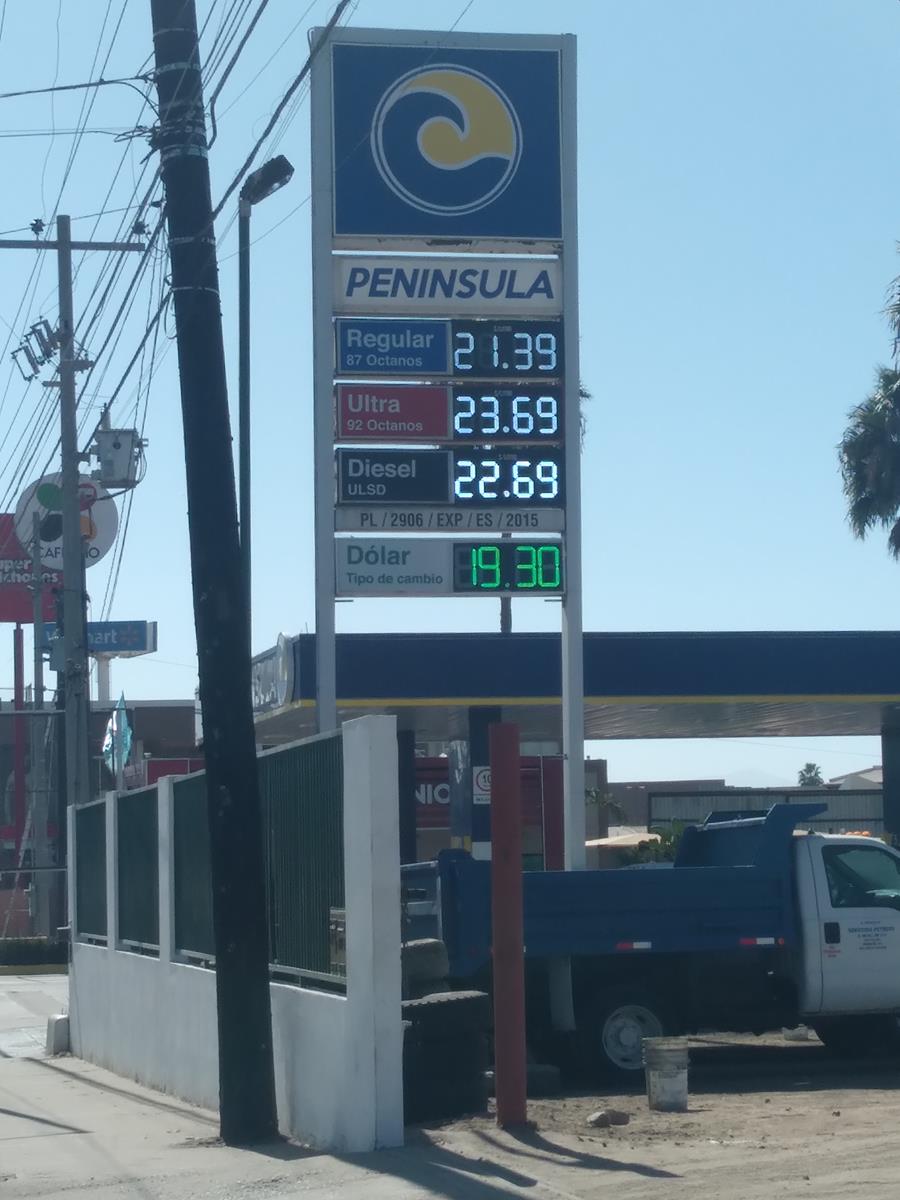 PENINSULA
Regular
87 Octanos
21.39
Ultra
92 Octanos
23.69
Diesel
ULSD
22.69
PL / 2906 / EXP / ES / 2015
Dólar
Tipo de cambio
19.30